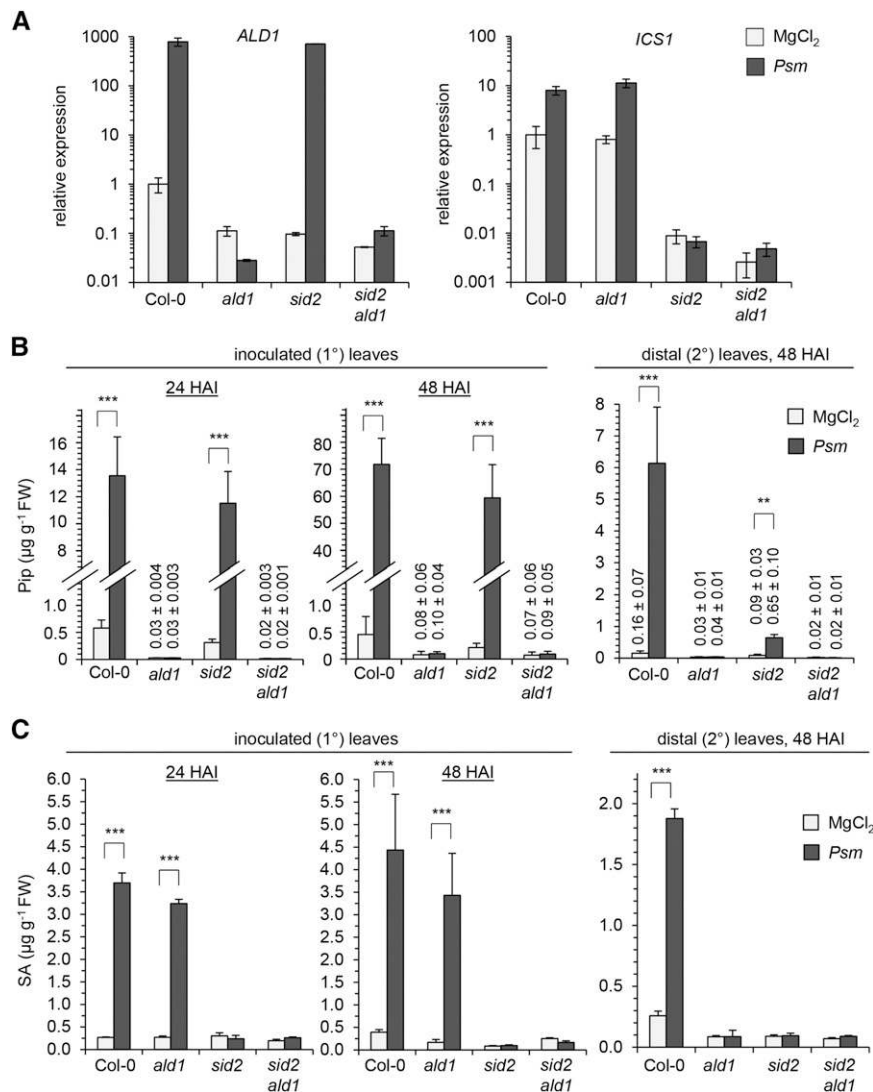 A
ALD1
ICS1
MgCl₂
Psm
relative expression
1000
100
10
1
0.1
0.01
Col-0 ald1 sid2 sid2 ald1
relative expression
100
10
1
0.1
0.01
0.001
Col-0 ald1 sid2 sid2 ald1
B
inoculated (1°) leaves
distal (2°) leaves, 48 HAI
24 HAI
48 HAI
MgCl₂
Psm
Pip (µg g⁻¹ FW)
16
14
12
10
8
1.0
0.5
0
***
***
0.03 ± 0.004
0.03 ± 0.003
0.02 ± 0.003
0.02 ± 0.001
Col-0 ald1 sid2 sid2 ald1
80
70
60
50
40
1.0
0.5
0
***
***
0.08 ± 0.06
0.10 ± 0.04
0.07 ± 0.06
0.09 ± 0.05
Col-0 ald1 sid2 sid2 ald1
8
7
6
5
4
3
2
1
0
***
**
0.16 ± 0.07
0.03 ± 0.01
0.04 ± 0.01
0.09 ± 0.03
0.65 ± 0.10
0.02 ± 0.01
0.02 ± 0.01
Col-0 ald1 sid2 sid2 ald1
C
inoculated (1°) leaves
distal (2°) leaves, 48 HAI
24 HAI
48 HAI
MgCl₂
Psm
SA (µg g⁻¹ FW)
6.0
5.5
5.0
4.5
4.0
3.5
3.0
2.5
2.0
1.5
1.0
0.5
0.0
***
***
Col-0 ald1 sid2 sid2 ald1
6.0
5.5
5.0
4.5
4.0
3.5
3.0
2.5
2.0
1.5
1.0
0.5
0.0
***
***
Col-0 ald1 sid2 sid2 ald1
2.0
1.5
1.0
0.5
0.0
***
Col-0 ald1 sid2 sid2 ald1